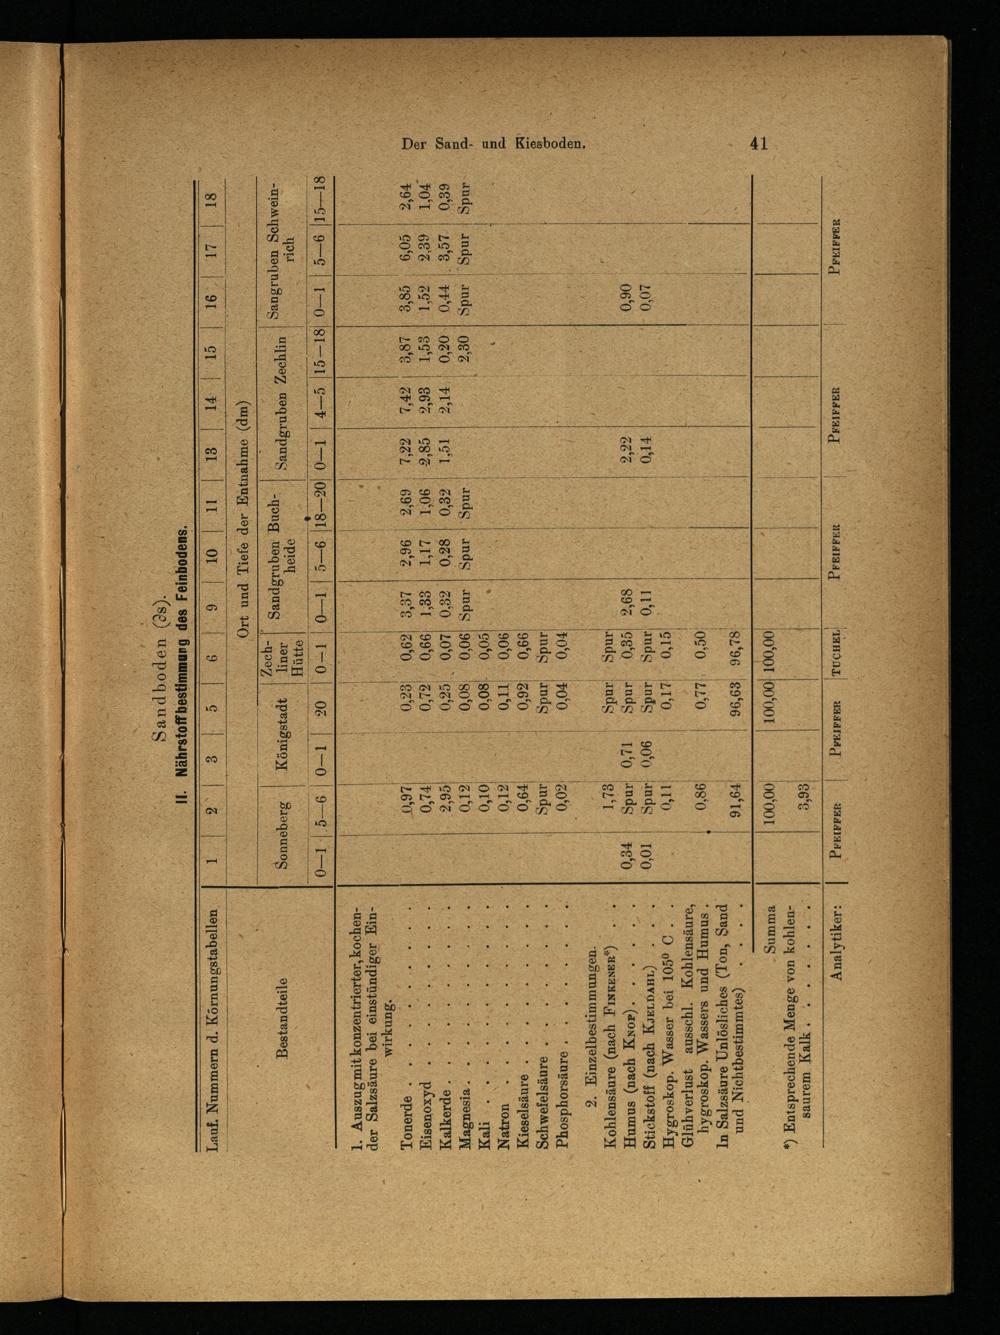 Der Sand- und Kiesboden. 41
Sandboden (∂s).
II. Nährstoffbestimmung des Feinbodens.
Lauf. Nummern d. Körnungstabellen 1 2 3 5 6 9 10 11 13 14 15 16 17 18
Ort und Tiefe der Entnahme (dm)
Bestandteile Sonneberg Königstadt Zech-liner Hütte Sandgruben Buch-heide Sandgruben Zechlin Sangruben Schwein-rich
0—1 5—6 0—1 20 0—1 0—1 5—6 18—20 0—1 4—5 15—18 0—1 5—6 15—18
1. Auszug mit konzentrierter, kochen-
der Salzsäure bei einstündiger Ein-
wirkung.
Tonerde . . . . . . . . 0,97 0,23 0,62 3,37 2,96 2,69 7,22 7,42 3,87 3,85 6,05 2,64
Eisenoxyd . . . . . . . 0,74 0,72 0,66 1,33 1,17 1,06 2,85 2,93 1,53 1,52 2,39 1,04
Kalkerde . . . . . . . 2,95 0,25 0,07 0,32 0,28 0,32 1,51 2,14 0,20 0,44 3,57 0,39
Magnesia . . . . . . . 0,12 0,08 0,06 Spur Spur Spur 2,30 Spur Spur Spur
Kali . . . . . . . . 0,10 0,08 0,05
Natron . . . . . . . 0,12 0,11 0,06
Kieselsäure . . . . . . 0,64 0,92 0,66
Schwefelsäure . . . . . Spur Spur Spur
Phosphorsäure . . . . . 0,02 0,04 0,04
2. Einzelbestimmungen.
Kohlensäure (nach FINKENER*) . . 1,73 Spur Spur
Humus (nach KNOP) . . . . . 0,34 Spur 0,71 Spur 0,35 2,68 2,22 0,90
Stickstoff (nach KJELDAHL) . . . 0,01 Spur 0,06 Spur Spur 0,11 0,14 0,07
Hygroskop. Wasser bei 105° C . . 0,11 0,17 0,15
Glühverlust ausschl. Kohlensäure,
hygroskop. Wassers und Humus . 0,86 0,77 0,50
In Salzsäure Unlösliches (Ton, Sand
und Nichtbestimmtes) . . . . 91,64 96,63 96,78
Summa 100,00 100,00 100,00
*) Entsprechende Menge von kohlen-
saurem Kalk . . . . . . . 3,93
Analytiker: PFEIFFER PFEIFFER TUCHEL PFEIFFER PFEIFFER PFEIFFER